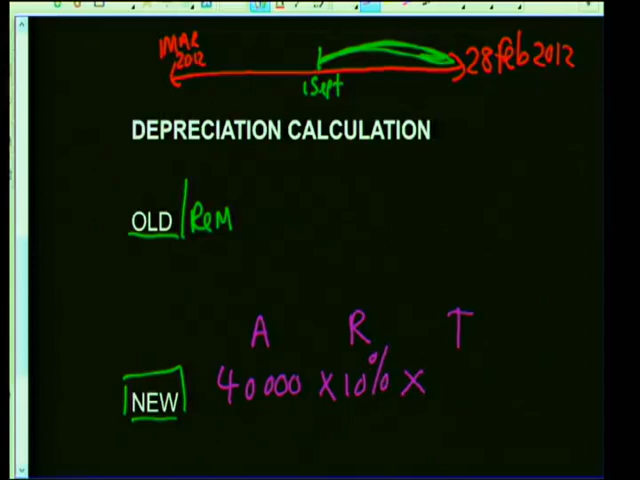 MAR
2012
28 Feb 2012
1 Sept
DEPRECIATION CALCULATION
OLD / ReM
A R T
NEW 40000 x 10% x